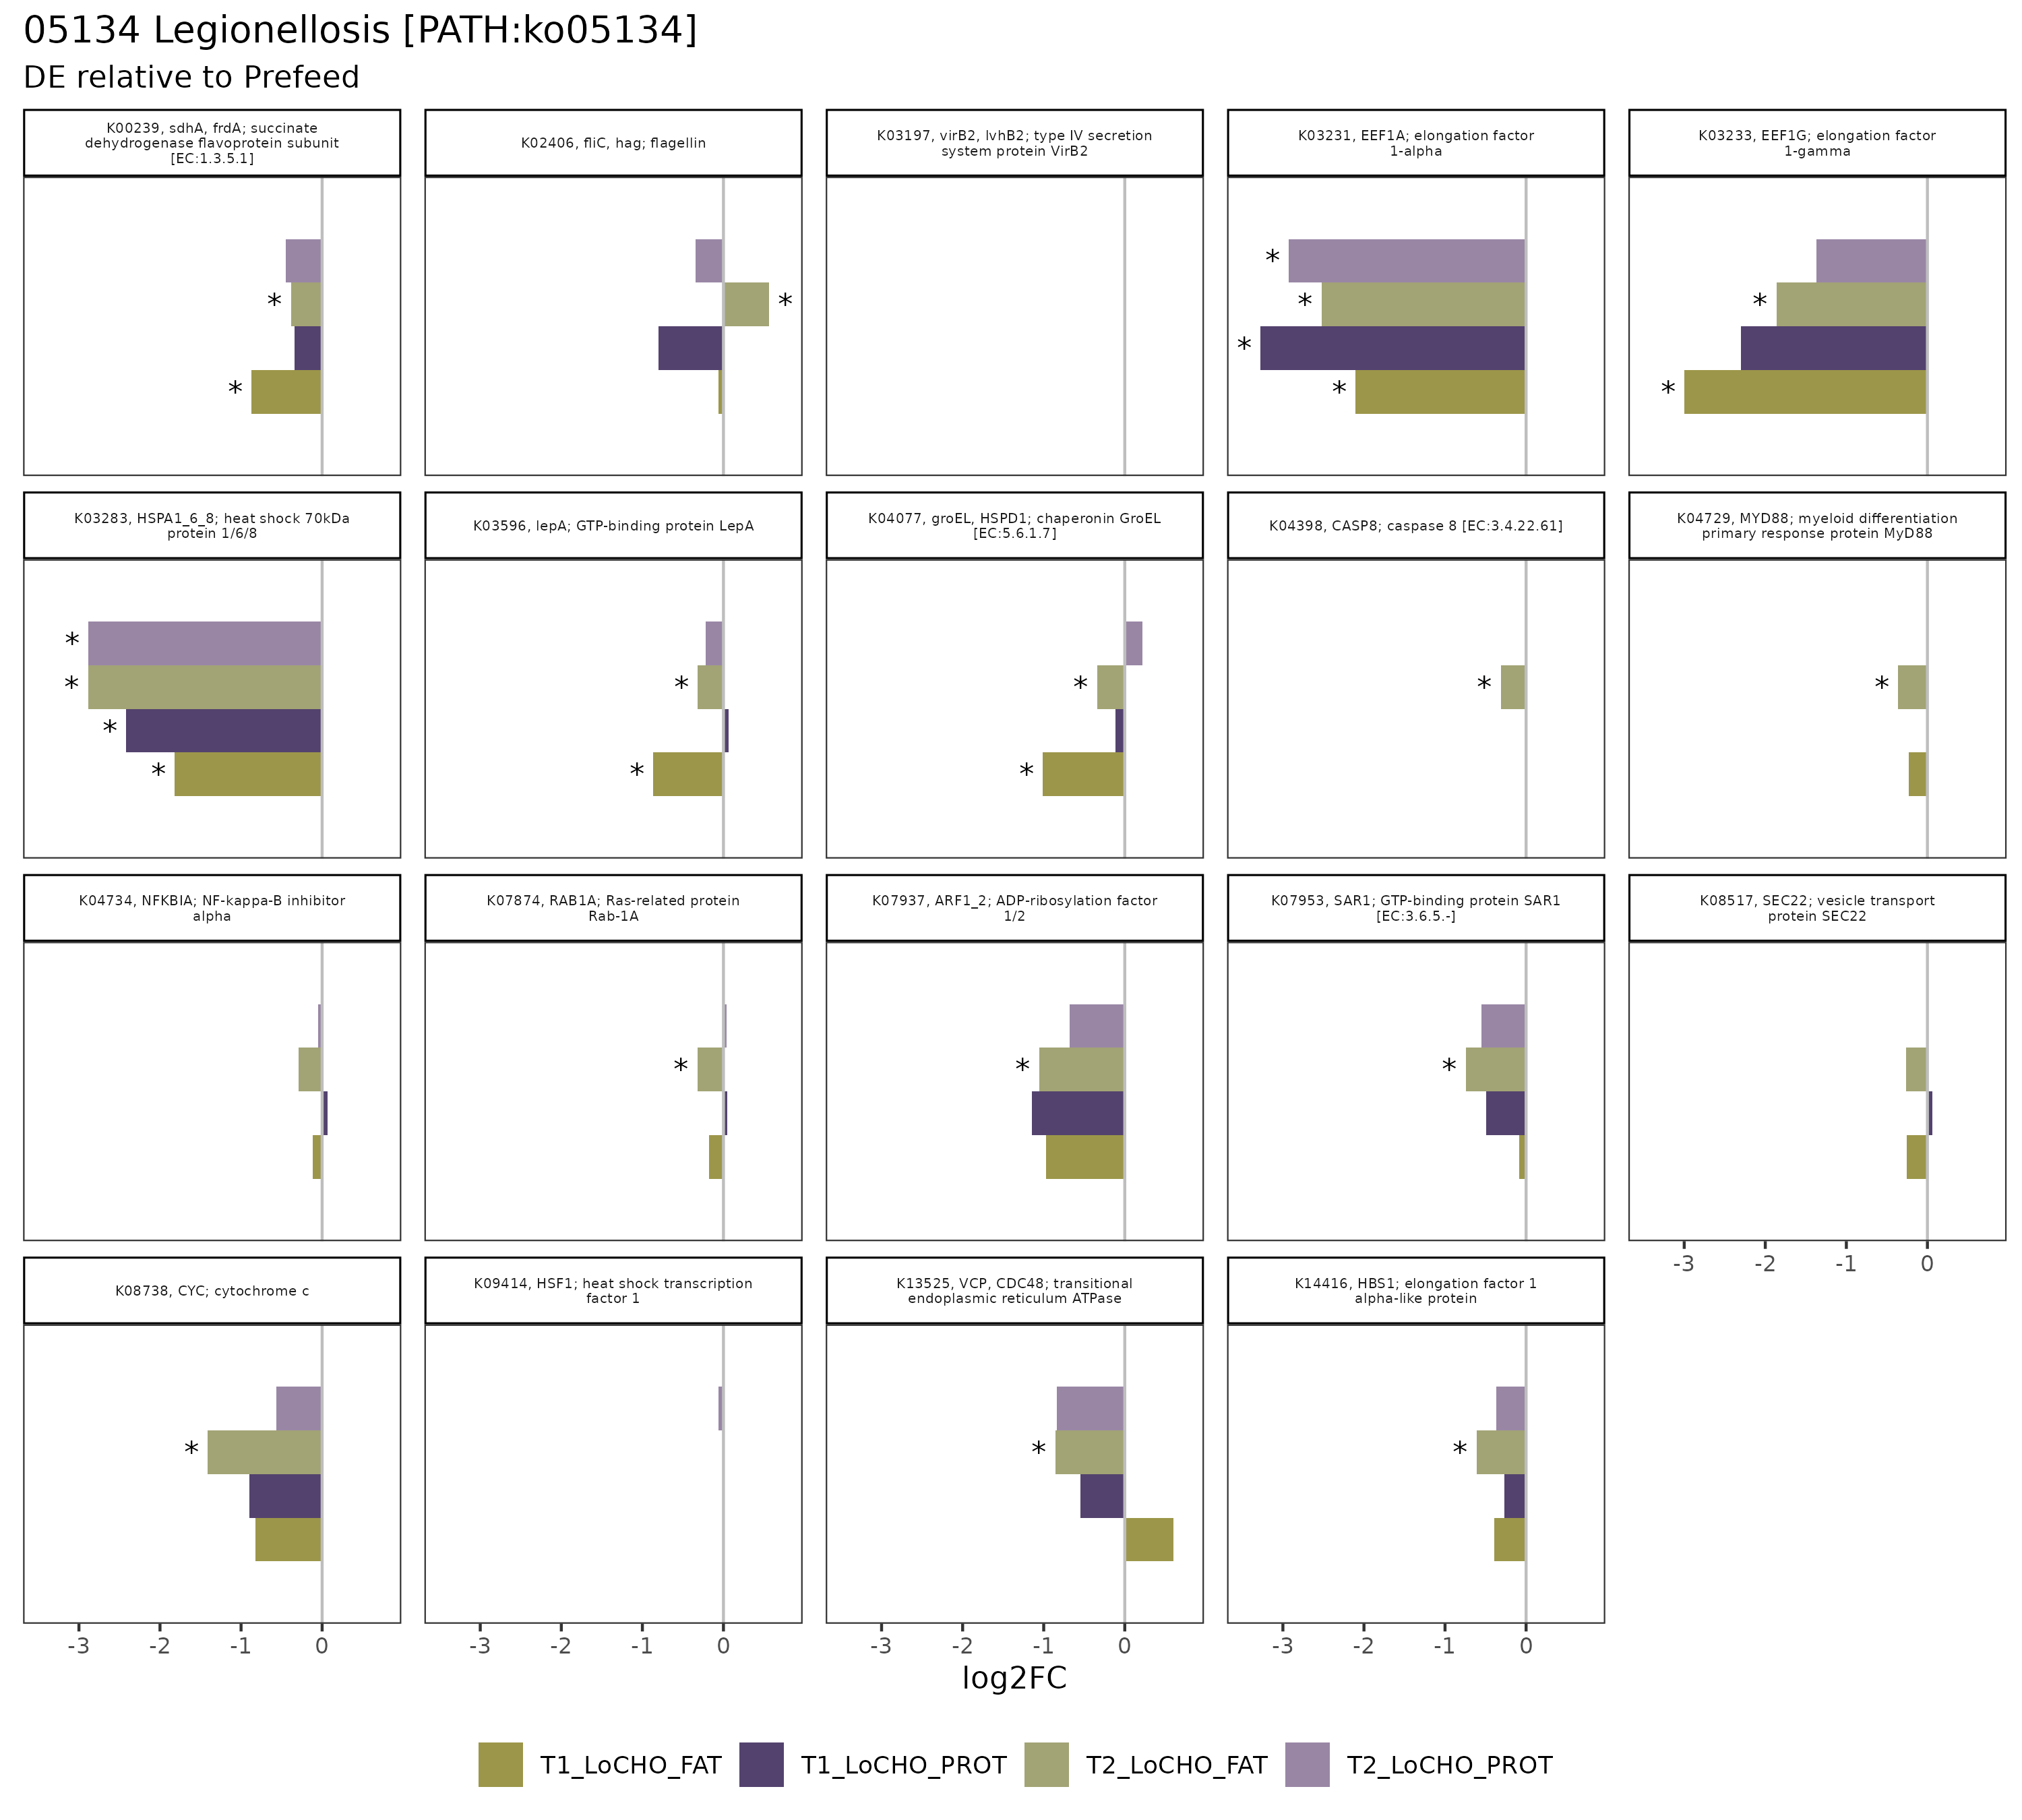 05134 Legionellosis [PATH:ko05134]
DE relative to Prefeed
K00239, sdhA, frdA; succinate
dehydrogenase flavoprotein subunit
[EC:1.3.5.1]
K02406, fliC, hag; flagellin
K03197, virB2, lvhB2; type IV secretion
system protein VirB2
K03231, EEF1A; elongation factor
1-alpha
K03233, EEF1G; elongation factor
1-gamma
*
*
*
*
*
*
*
*
*
K03283, HSPA1_6_8; heat shock 70kDa
protein 1/6/8
K03596, lepA; GTP-binding protein LepA
K04077, groEL, HSPD1; chaperonin GroEL
[EC:5.6.1.7]
K04398, CASP8; caspase 8 [EC:3.4.22.61]
K04729, MYD88; myeloid differentiation
primary response protein MyD88
*
*
*
*
*
*
*
*
*
*
K04734, NFKBIA; NF-kappa-B inhibitor
alpha
K07874, RAB1A; Ras-related protein
Rab-1A
K07937, ARF1_2; ADP-ribosylation factor
1/2
K07953, SAR1; GTP-binding protein SAR1
[EC:3.6.5.-]
K08517, SEC22; vesicle transport
protein SEC22
*
*
*
-3 -2 -1 0
K08738, CYC; cytochrome c
K09414, HSF1; heat shock transcription
factor 1
K13525, VCP, CDC48; transitional
endoplasmic reticulum ATPase
K14416, HBS1; elongation factor 1
alpha-like protein
*
*
*
-3 -2 -1 0
-3 -2 -1 0
-3 -2 -1 0
-3 -2 -1 0
log2FC
T1_LoCHO_FAT
T1_LoCHO_PROT
T2_LoCHO_FAT
T2_LoCHO_PROT